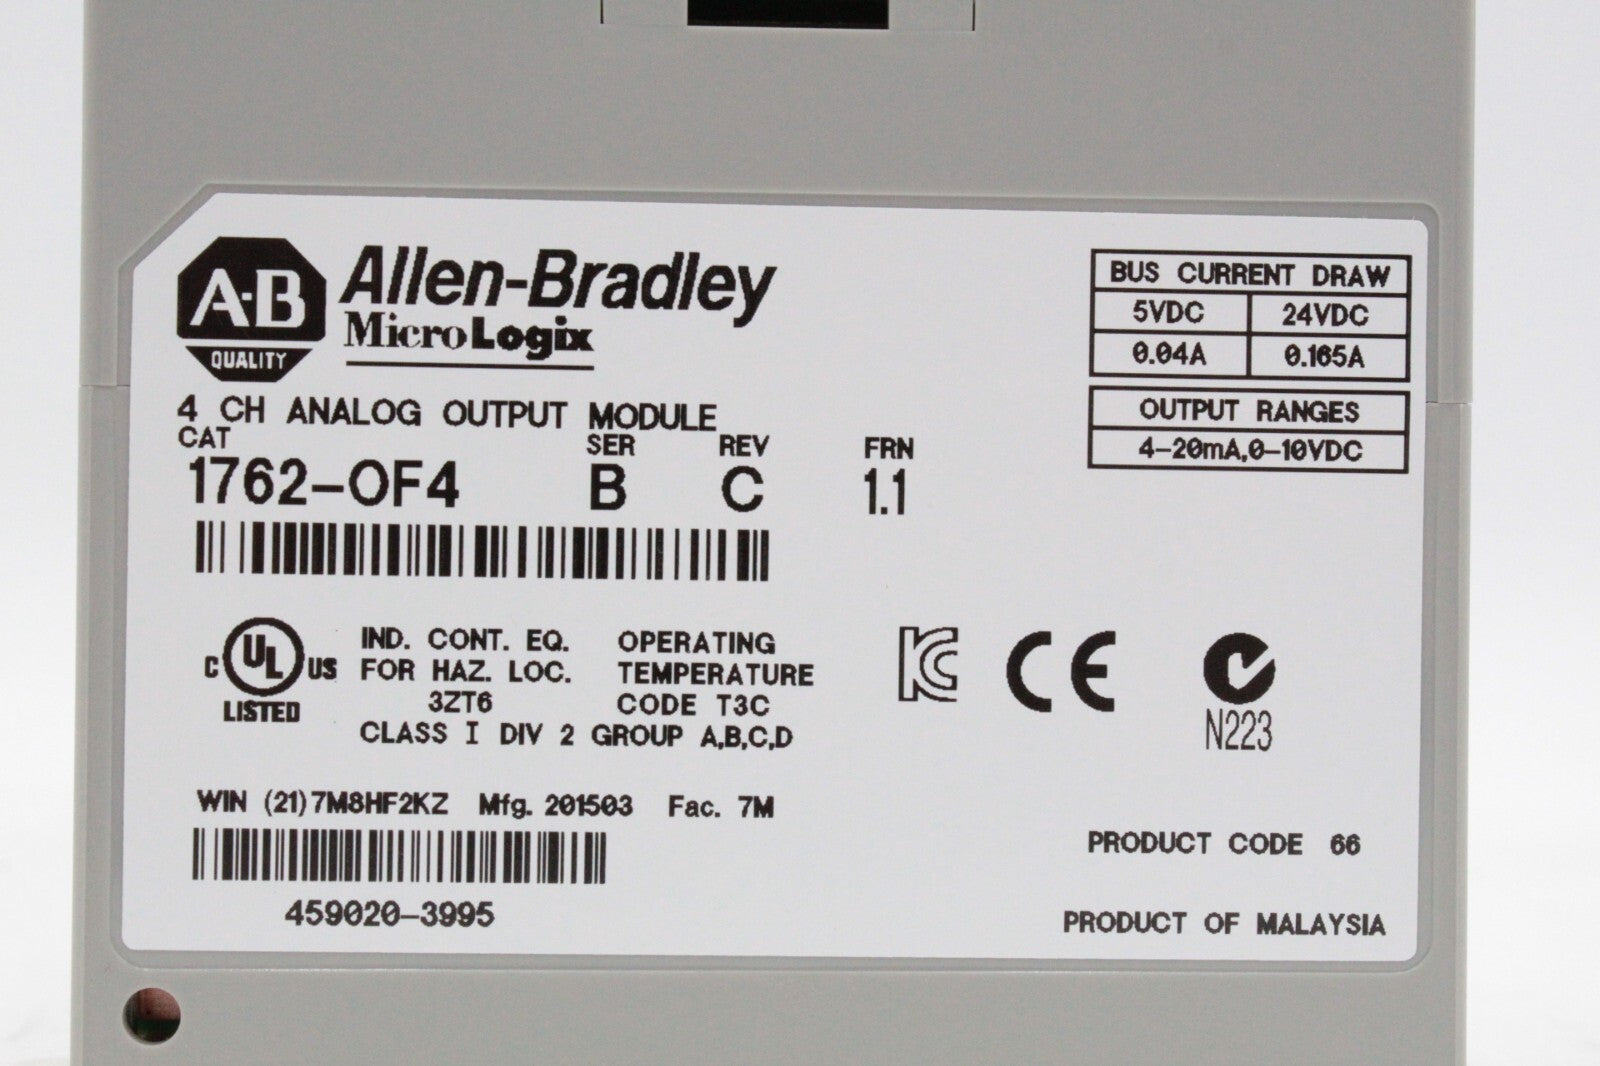 A-B
QUALITY
Allen-Bradley
MicroLogix
4 CH ANALOG OUTPUT MODULE
CAT SER REV FRN
1762-OF4 B C 1.1
BUS CURRENT DRAW
5VDC 24VDC
0.04A 0.165A
OUTPUT RANGES
4-20mA,0-10VDC
C UL US
LISTED
IND. CONT. EQ.
FOR HAZ. LOC.
3ZT6
CLASS I DIV 2 GROUP A,B,C,D
OPERATING
TEMPERATURE
CODE T3C
KC
CE
N223
WIN (21)7M8HF2KZ Mfg. 201503 Fac. 7M
459020-3995
PRODUCT CODE 66
PRODUCT OF MALAYSIA